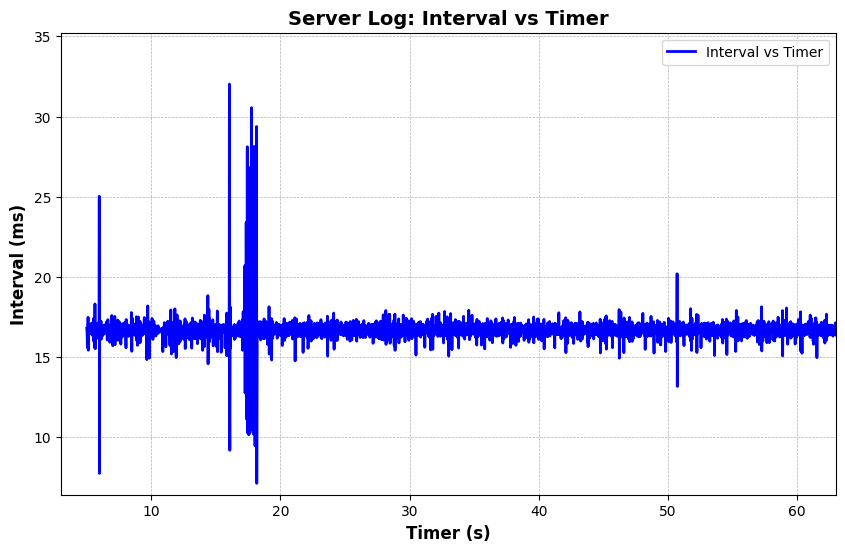 Server Log: Interval vs Timer
Interval vs Timer
35
30
25
20
15
10
Interval (ms)
10 20 30 40 50 60
Timer (s)